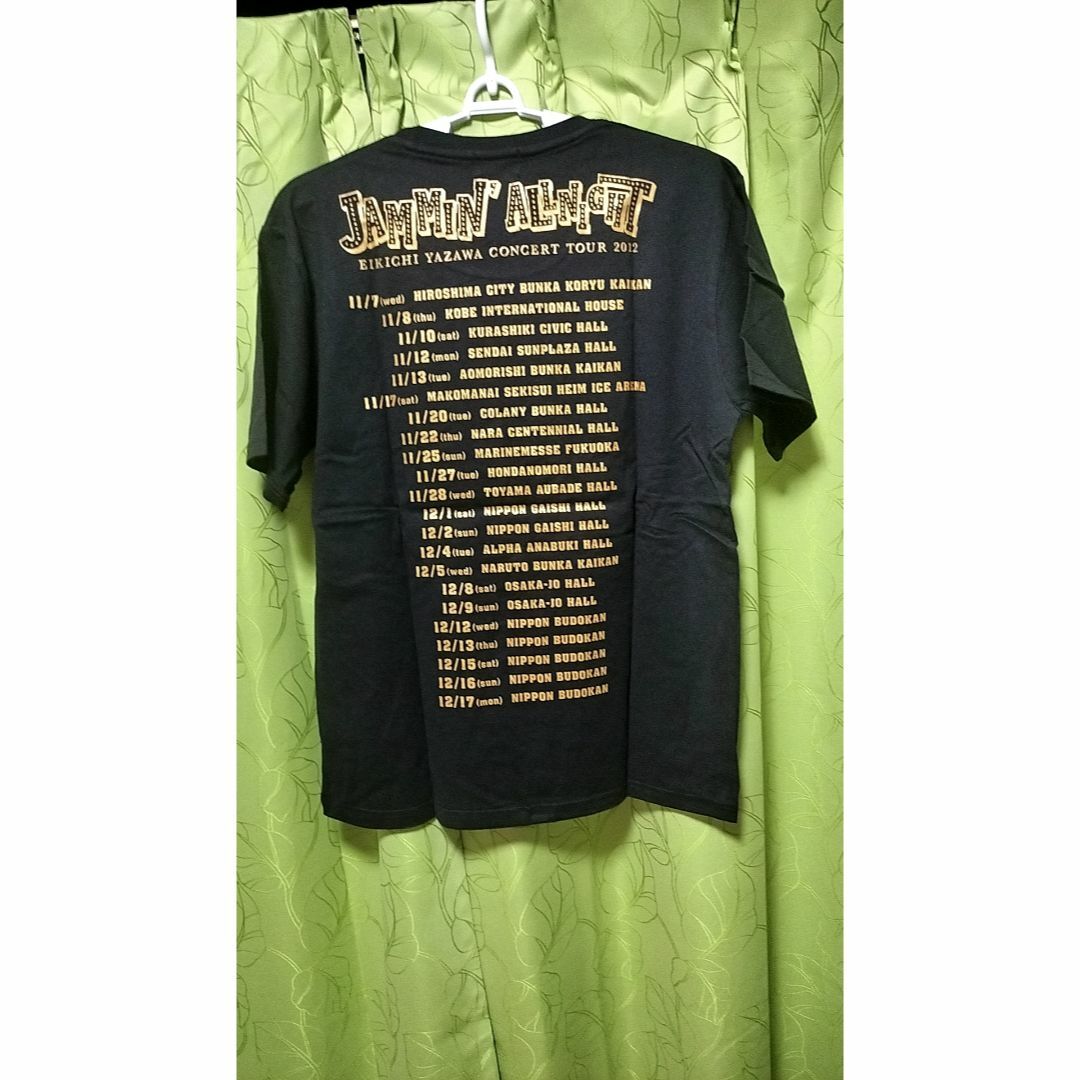 JAMMIN' ALL NIGHT
EIKICHI YAZAWA CONCERT TOUR 2012
11/7(wed) HIROSHIMA CITY BUNKA KORYU KAIKAN
11/8(thu) KOBE INTERNATIONAL HOUSE
11/10(sat) KURASHIKI CIVIC HALL
11/12(mon) SENDAI SUNPLAZA HALL
11/13(tue) AOMORISHI BUNKA KAIKAN
11/17(sat) MAKOMANAI SEKISUI HEIM ICE ARENA
11/20(tue) COLANY BUNKA HALL
11/22(thu) NARA CENTENNIAL HALL
11/25(sun) MARINEMESSE FUKUOKA
11/27(tue) HONDANOMORI HALL
11/28(wed) TOYAMA AUBADE HALL
12/1(sat) NIPPON GAISHI HALL
12/2(sun) NIPPON GAISHI HALL
12/4(tue) ALPHA ANABUKI HALL
12/5(wed) NARUTO BUNKA KAIKAN
12/8(sat) OSAKA-JO HALL
12/9(sun) OSAKA-JO HALL
12/12(wed) NIPPON BUDOKAN
12/13(thu) NIPPON BUDOKAN
12/15(sat) NIPPON BUDOKAN
12/16(sun) NIPPON BUDOKAN
12/17(mon) NIPPON BUDOKAN